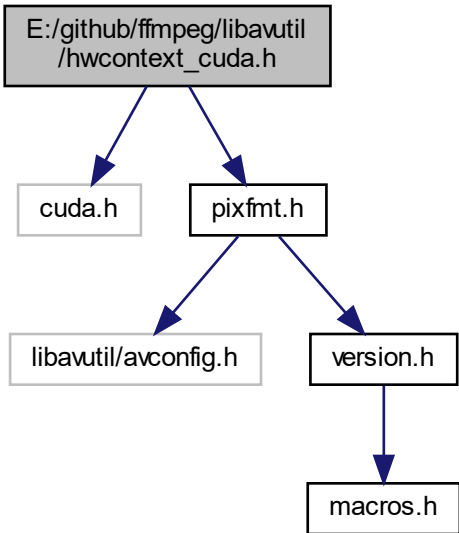 E:/github/ffmpeg/libavutil
/hwcontext_cuda.h
cuda.h
pixfmt.h
libavutil/avconfig.h
version.h
macros.h